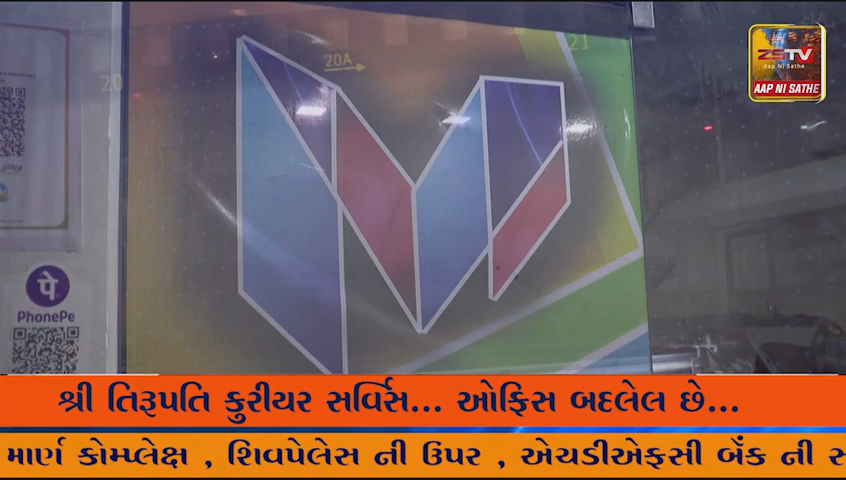 20A
21
20
ZSTV
Aap Ni Sathe
AAP NI SATHE
PhonePe
શ્રી તિરૂપતિ કુરીયર સર્વિસ... ઓફિસ બદલેલ છે...
માર્ણ કોમ્પ્લેક્ષ , શિવપેલેસ ની ઉપર , એચડીએફસી બેંક ની સ